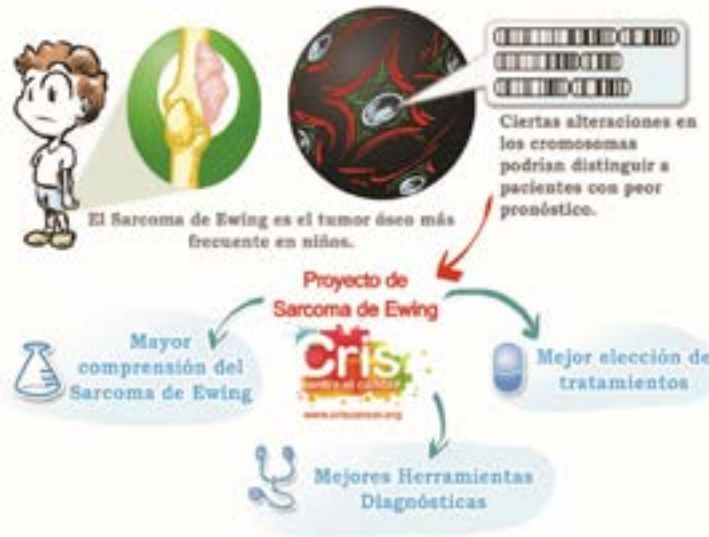 Ciertas alteraciones en
los cromosomas
podrían distinguir a
pacientes con peor
pronóstico.
El Sarcoma de Ewing es el tumor óseo más
frecuente en niños.
Proyecto de
Sarcoma de Ewing
Cris
contra el cáncer
www.criscancer.org
Mayor
comprensión del
Sarcoma de Ewing
Mejor elección de
tratamientos
Mejores Herramientas
Diagnósticas